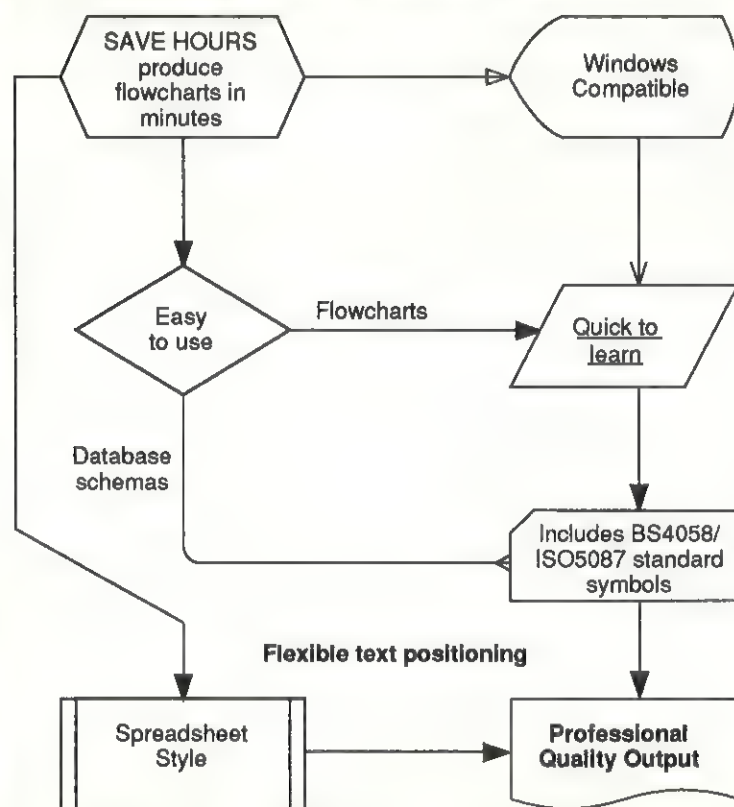 SAVE HOURS
produce
flowcharts in
minutes
Windows
Compatible
Easy
to use
Flowcharts
Quick to
learn
Database
schemas
Includes BS4058/
ISO5087 standard
symbols
Flexible text positioning
Spreadsheet
Style
Professional
Quality Output